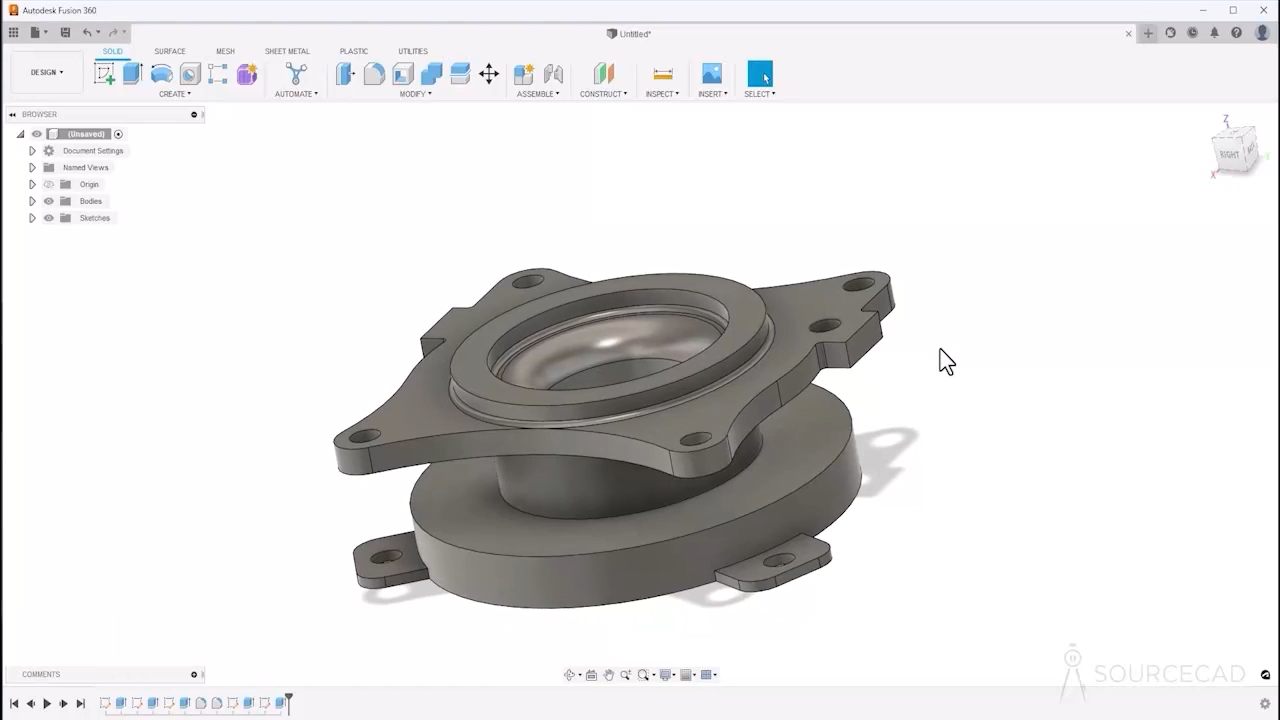 Autodesk Fusion 360
Untitled*
SOLID SURFACE MESH SHEET METAL PLASTIC UTILITIES
DESIGN
CREATE AUTOMATE MODIFY ASSEMBLE CONSTRUCT INSPECT INSERT SELECT
BROWSER
(Unsaved)
Document Settings
Named Views
Origin
Bodies
Sketches
Z
RIGHT
Y
X
COMMENTS
SOURCECAD